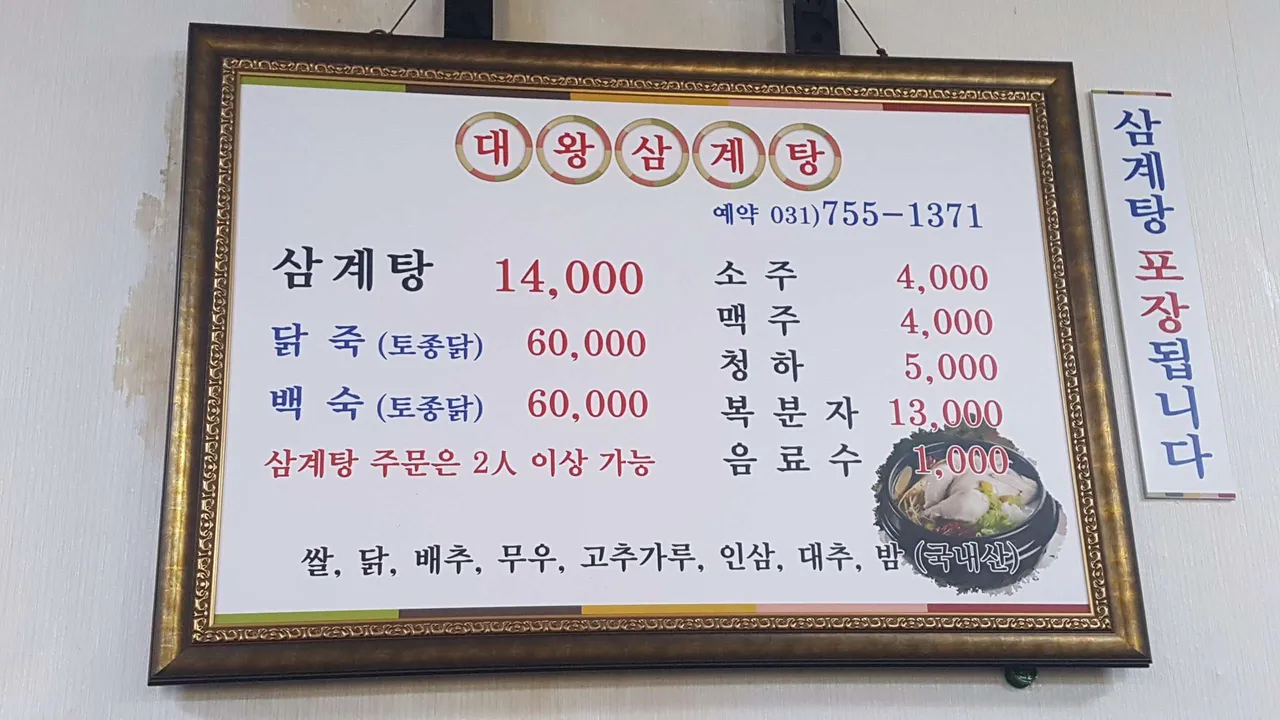 대왕삼계탕
예약 031)755-1371
삼계탕 14,000
닭 죽 (토종닭) 60,000
백 숙 (토종닭) 60,000
삼계탕 주문은 2人 이상 가능
소 주 4,000
맥 주 4,000
청 하 5,000
복 분 자 13,000
음 료 수 1,000
쌀, 닭, 배추, 무우, 고추가루, 인삼, 대추, 밤 (국내산)
삼계탕 포장됩니다